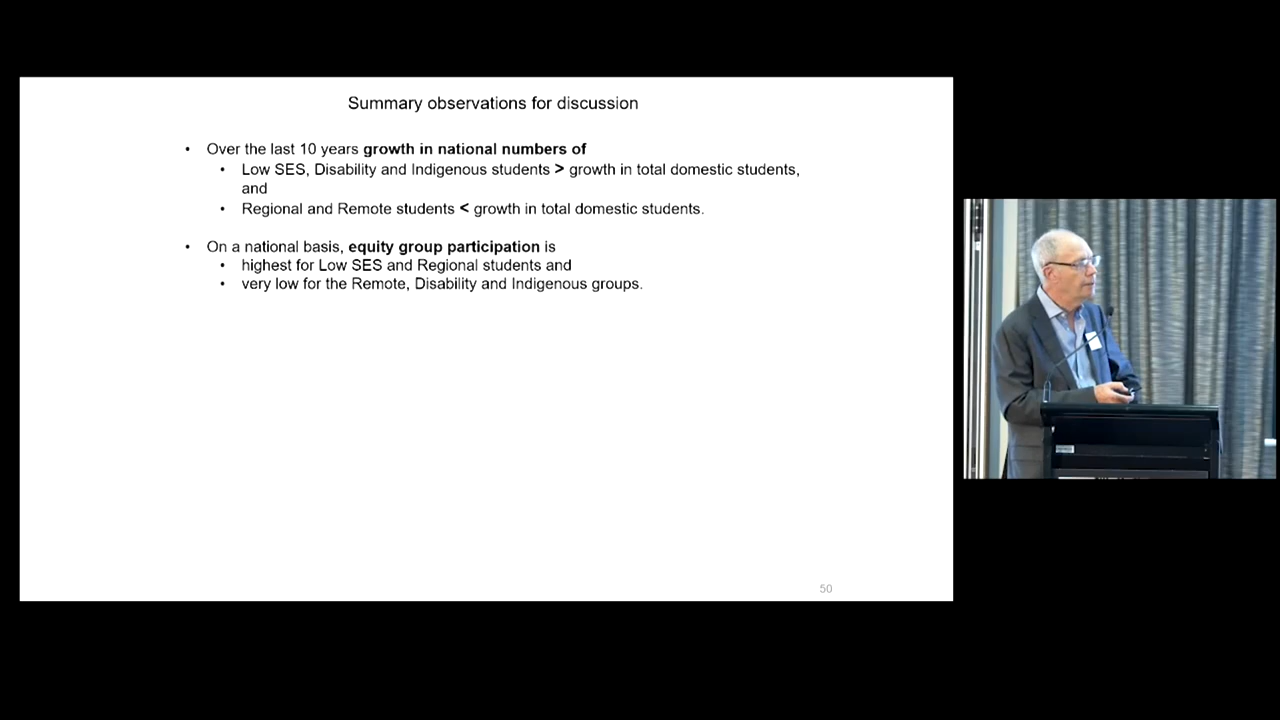 Summary observations for discussion
• Over the last 10 years growth in national numbers of
• Low SES, Disability and Indigenous students > growth in total domestic students,
and
• Regional and Remote students < growth in total domestic students.
• On a national basis, equity group participation is
• highest for Low SES and Regional students and
• very low for the Remote, Disability and Indigenous groups.
50